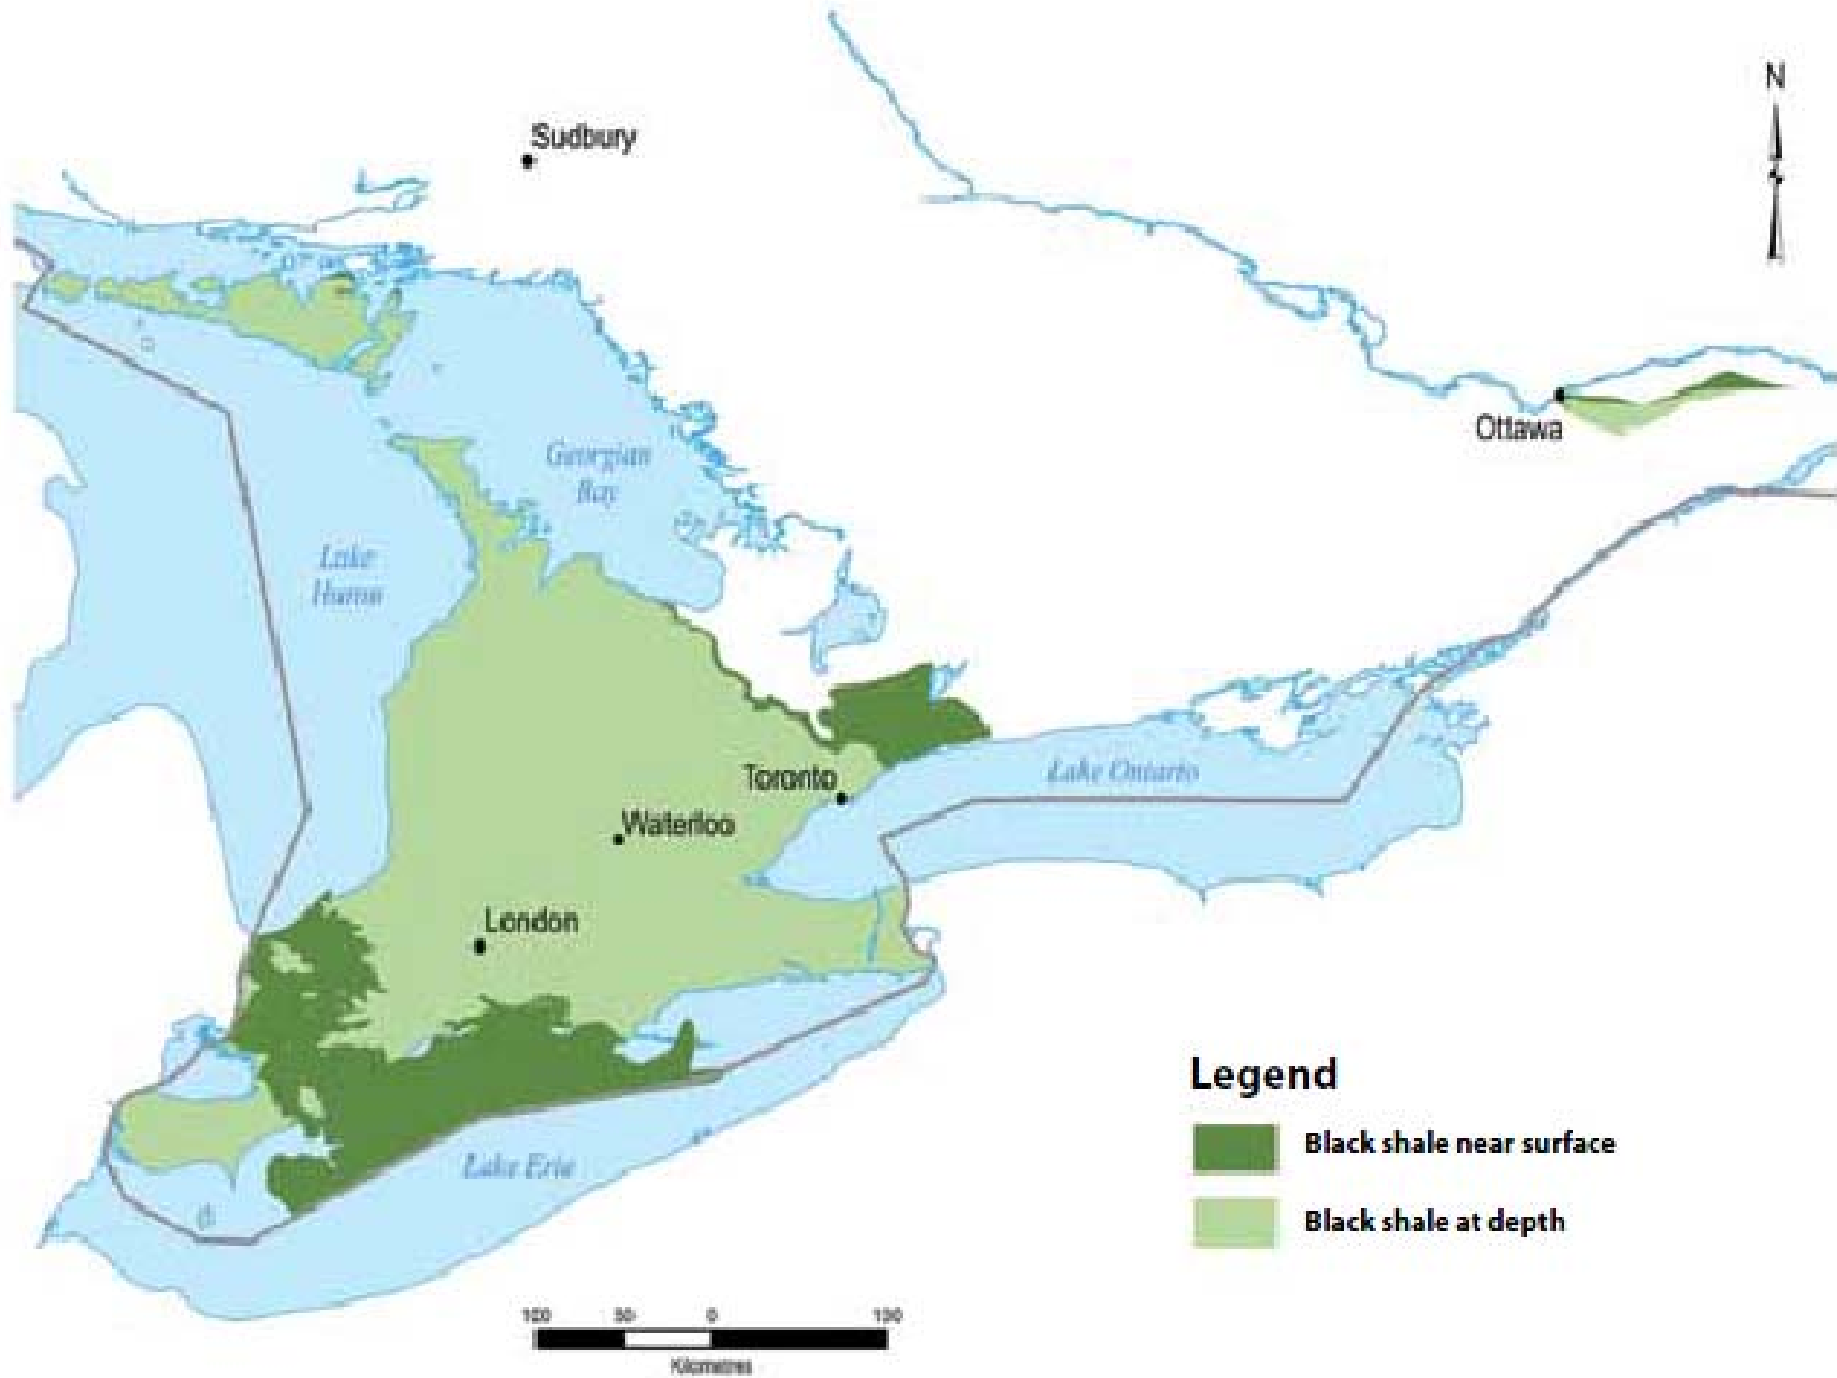 N
Sudbury
Ottawa
Georgian
Bay
Lake
Huron
Toronto
Lake Ontario
Waterloo
London
Legend
Black shale near surface
Lake Erie
Black shale at depth
100 50 0 100
Kilometres